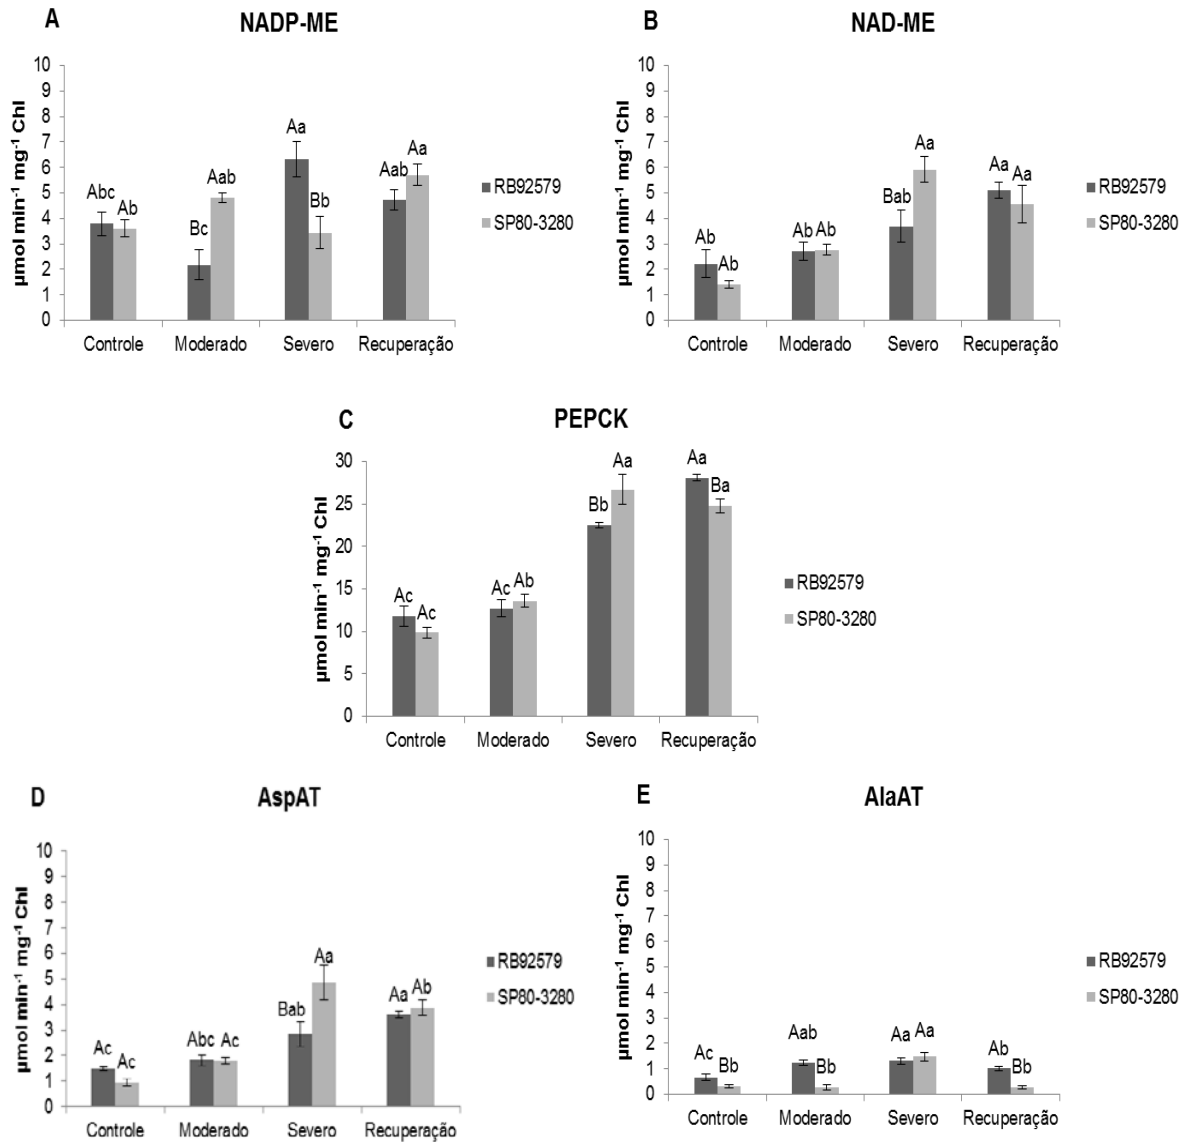 A
NADP-ME
µmol min-1 mg-1 Chl
10
9
8
7
6
5
4
3
2
1
0
Abc
Ab
Bc
Aab
Aa
Bb
Aab
Aa
Controle
Moderado
Severo
Recuperação
RB92579
SP80-3280
B
NAD-ME
µmol min-1 mg-1 Chl
10
9
8
7
6
5
4
3
2
1
0
Ab
Ab
Ab
Ab
Bab
Aa
Aa
Aa
Controle
Moderado
Severo
Recuperação
RB92579
SP80-3280
C
PEPCK
µmol min-1 mg-1 Chl
30
25
20
15
10
5
0
Ac
Ac
Ac
Ab
Bb
Aa
Aa
Ba
Controle
Moderado
Severo
Recuperação
RB92579
SP80-3280
D
AspAT
µmol min-1 mg-1 Chl
10
9
8
7
6
5
4
3
2
1
0
Ac
Ac
Abc
Ac
Bab
Aa
Aa
Ab
Controle
Moderado
Severo
Recuperação
RB92579
SP80-3280
E
AlaAT
µmol min-1 mg-1 Chl
10
9
8
7
6
5
4
3
2
1
0
Ac
Bb
Aab
Bb
Aa
Aa
Ab
Bb
Controle
Moderado
Severo
Recuperação
RB92579
SP80-3280